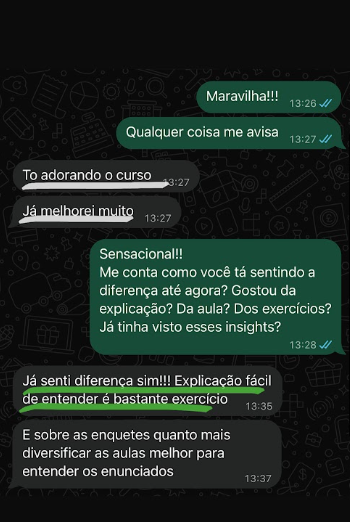 Maravilha!!!
13:26
Qualquer coisa me avisa
13:27
To adorando o curso
13:27
Já melhorei muito
13:27
Sensacional!!
Me conta como você tá sentindo a
diferença até agora? Gostou da
explicação? Da aula? Dos exercícios?
Já tinha visto esses insights?
13:28
Já senti diferença sim!!! Explicação fácil
de entender é bastante exercício
13:35
E sobre as enquetes quanto mais
diversificar as aulas melhor para
entender os enunciados
13:37